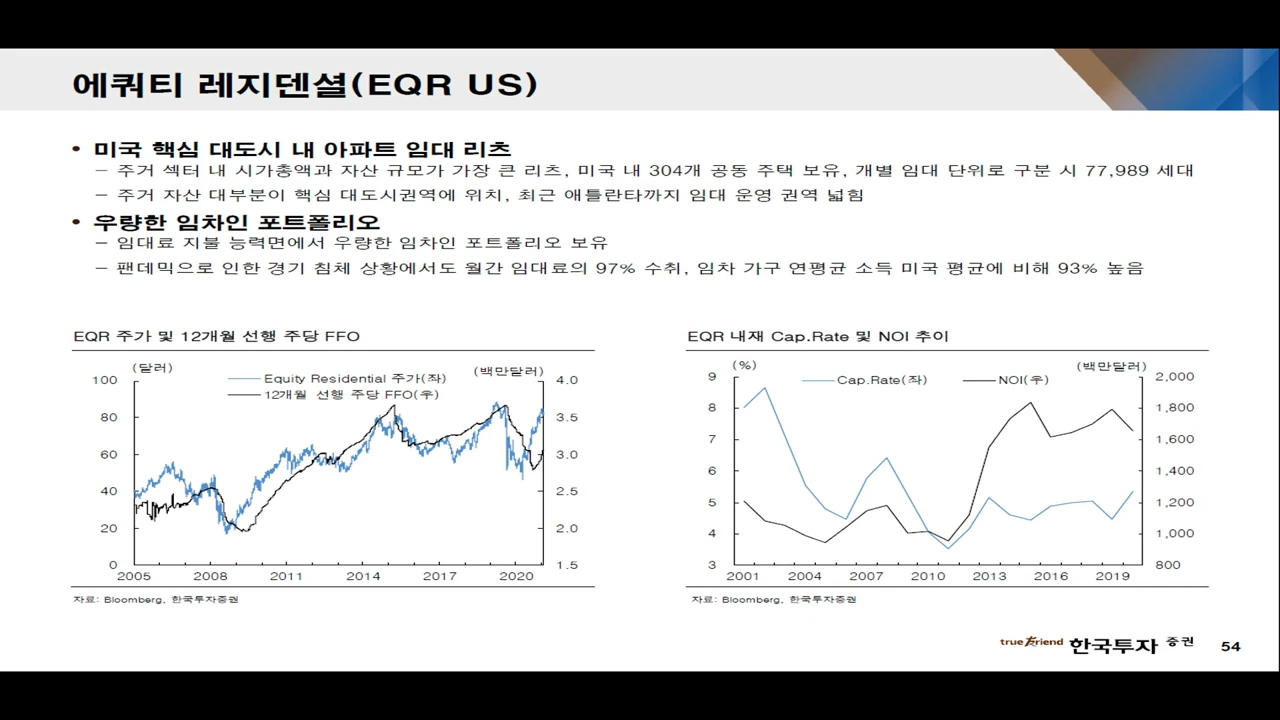 에쿼티 레지덴셜(EQR US)
• 미국 핵심 대도시 내 아파트 임대 리츠
– 주거 섹터 내 시가총액과 자산 규모가 가장 큰 리츠, 미국 내 304개 공동 주택 보유, 개별 임대 단위로 구분 시 77,989 세대
– 주거 자산 대부분이 핵심 대도시권역에 위치, 최근 애틀란타까지 임대 운영 권역 넓힘
• 우량한 임차인 포트폴리오
– 임대료 지불 능력면에서 우량한 임차인 포트폴리오 보유
– 팬데믹으로 인한 경기 침체 상황에서도 월간 임대료의 97% 수취, 임차 가구 연평균 소득 미국 평균에 비해 93% 높음
EQR 주가 및 12개월 선행 주당 FFO
(달러)
(백만달러)
Equity Residential 주가(좌)
12개월 선행 주당 FFO(우)
100
80
60
40
20
0
4.0
3.5
3.0
2.5
2.0
1.5
2005 2008 2011 2014 2017 2020
자료: Bloomberg, 한국투자증권
EQR 내재 Cap.Rate 및 NOI 추이
(%)
(백만달러)
Cap.Rate(좌)
NOI(우)
9
8
7
6
5
4
3
2,000
1,800
1,600
1,400
1,200
1,000
800
2001 2004 2007 2010 2013 2016 2019
자료: Bloomberg, 한국투자증권
true friend 한국투자 증권
54